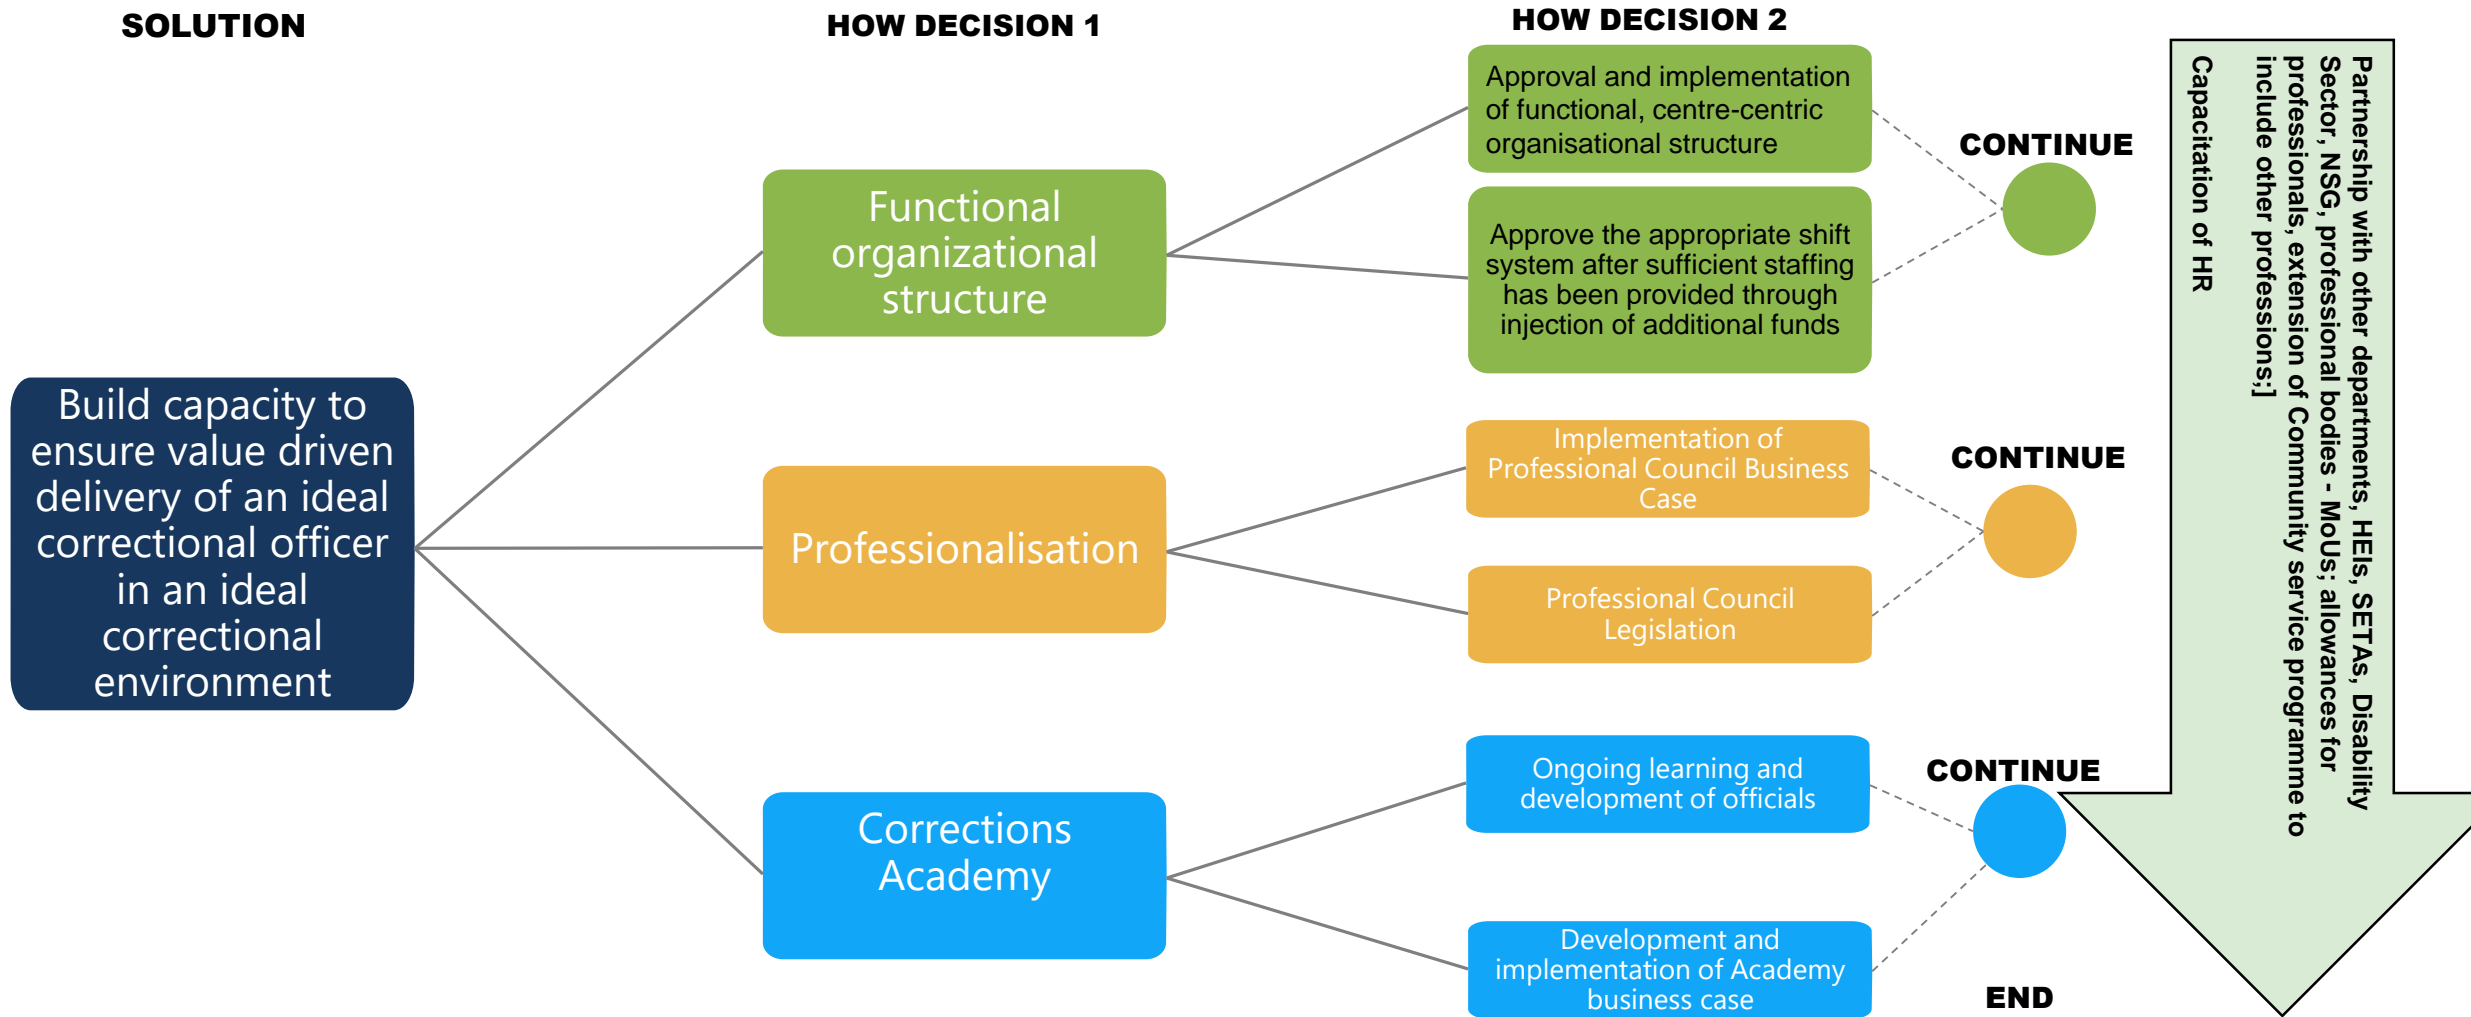 SOLUTION
HOW DECISION 1
HOW DECISION 2
Build capacity to
ensure value driven
delivery of an ideal
correctional officer
in an ideal
correctional
environment
Functional
organizational
structure
Approval and implementation
of functional, centre-centric
organisational structure
Approve the appropriate shift
system after sufficient staffing
has been provided through
injection of additional funds
CONTINUE
Professionalisation
Implementation of
Professional Council Business
Case
Professional Council
Legislation
CONTINUE
Corrections
Academy
Ongoing learning and
development of officials
Development and
implementation of Academy
business case
CONTINUE
END
Partnership with other departments, HEIs, SETAs, Disability
Sector, NSG, professional bodies - MoUs; allowances for
professionals, extension of Community service programme to
include other professions;]
Capacitation of HR